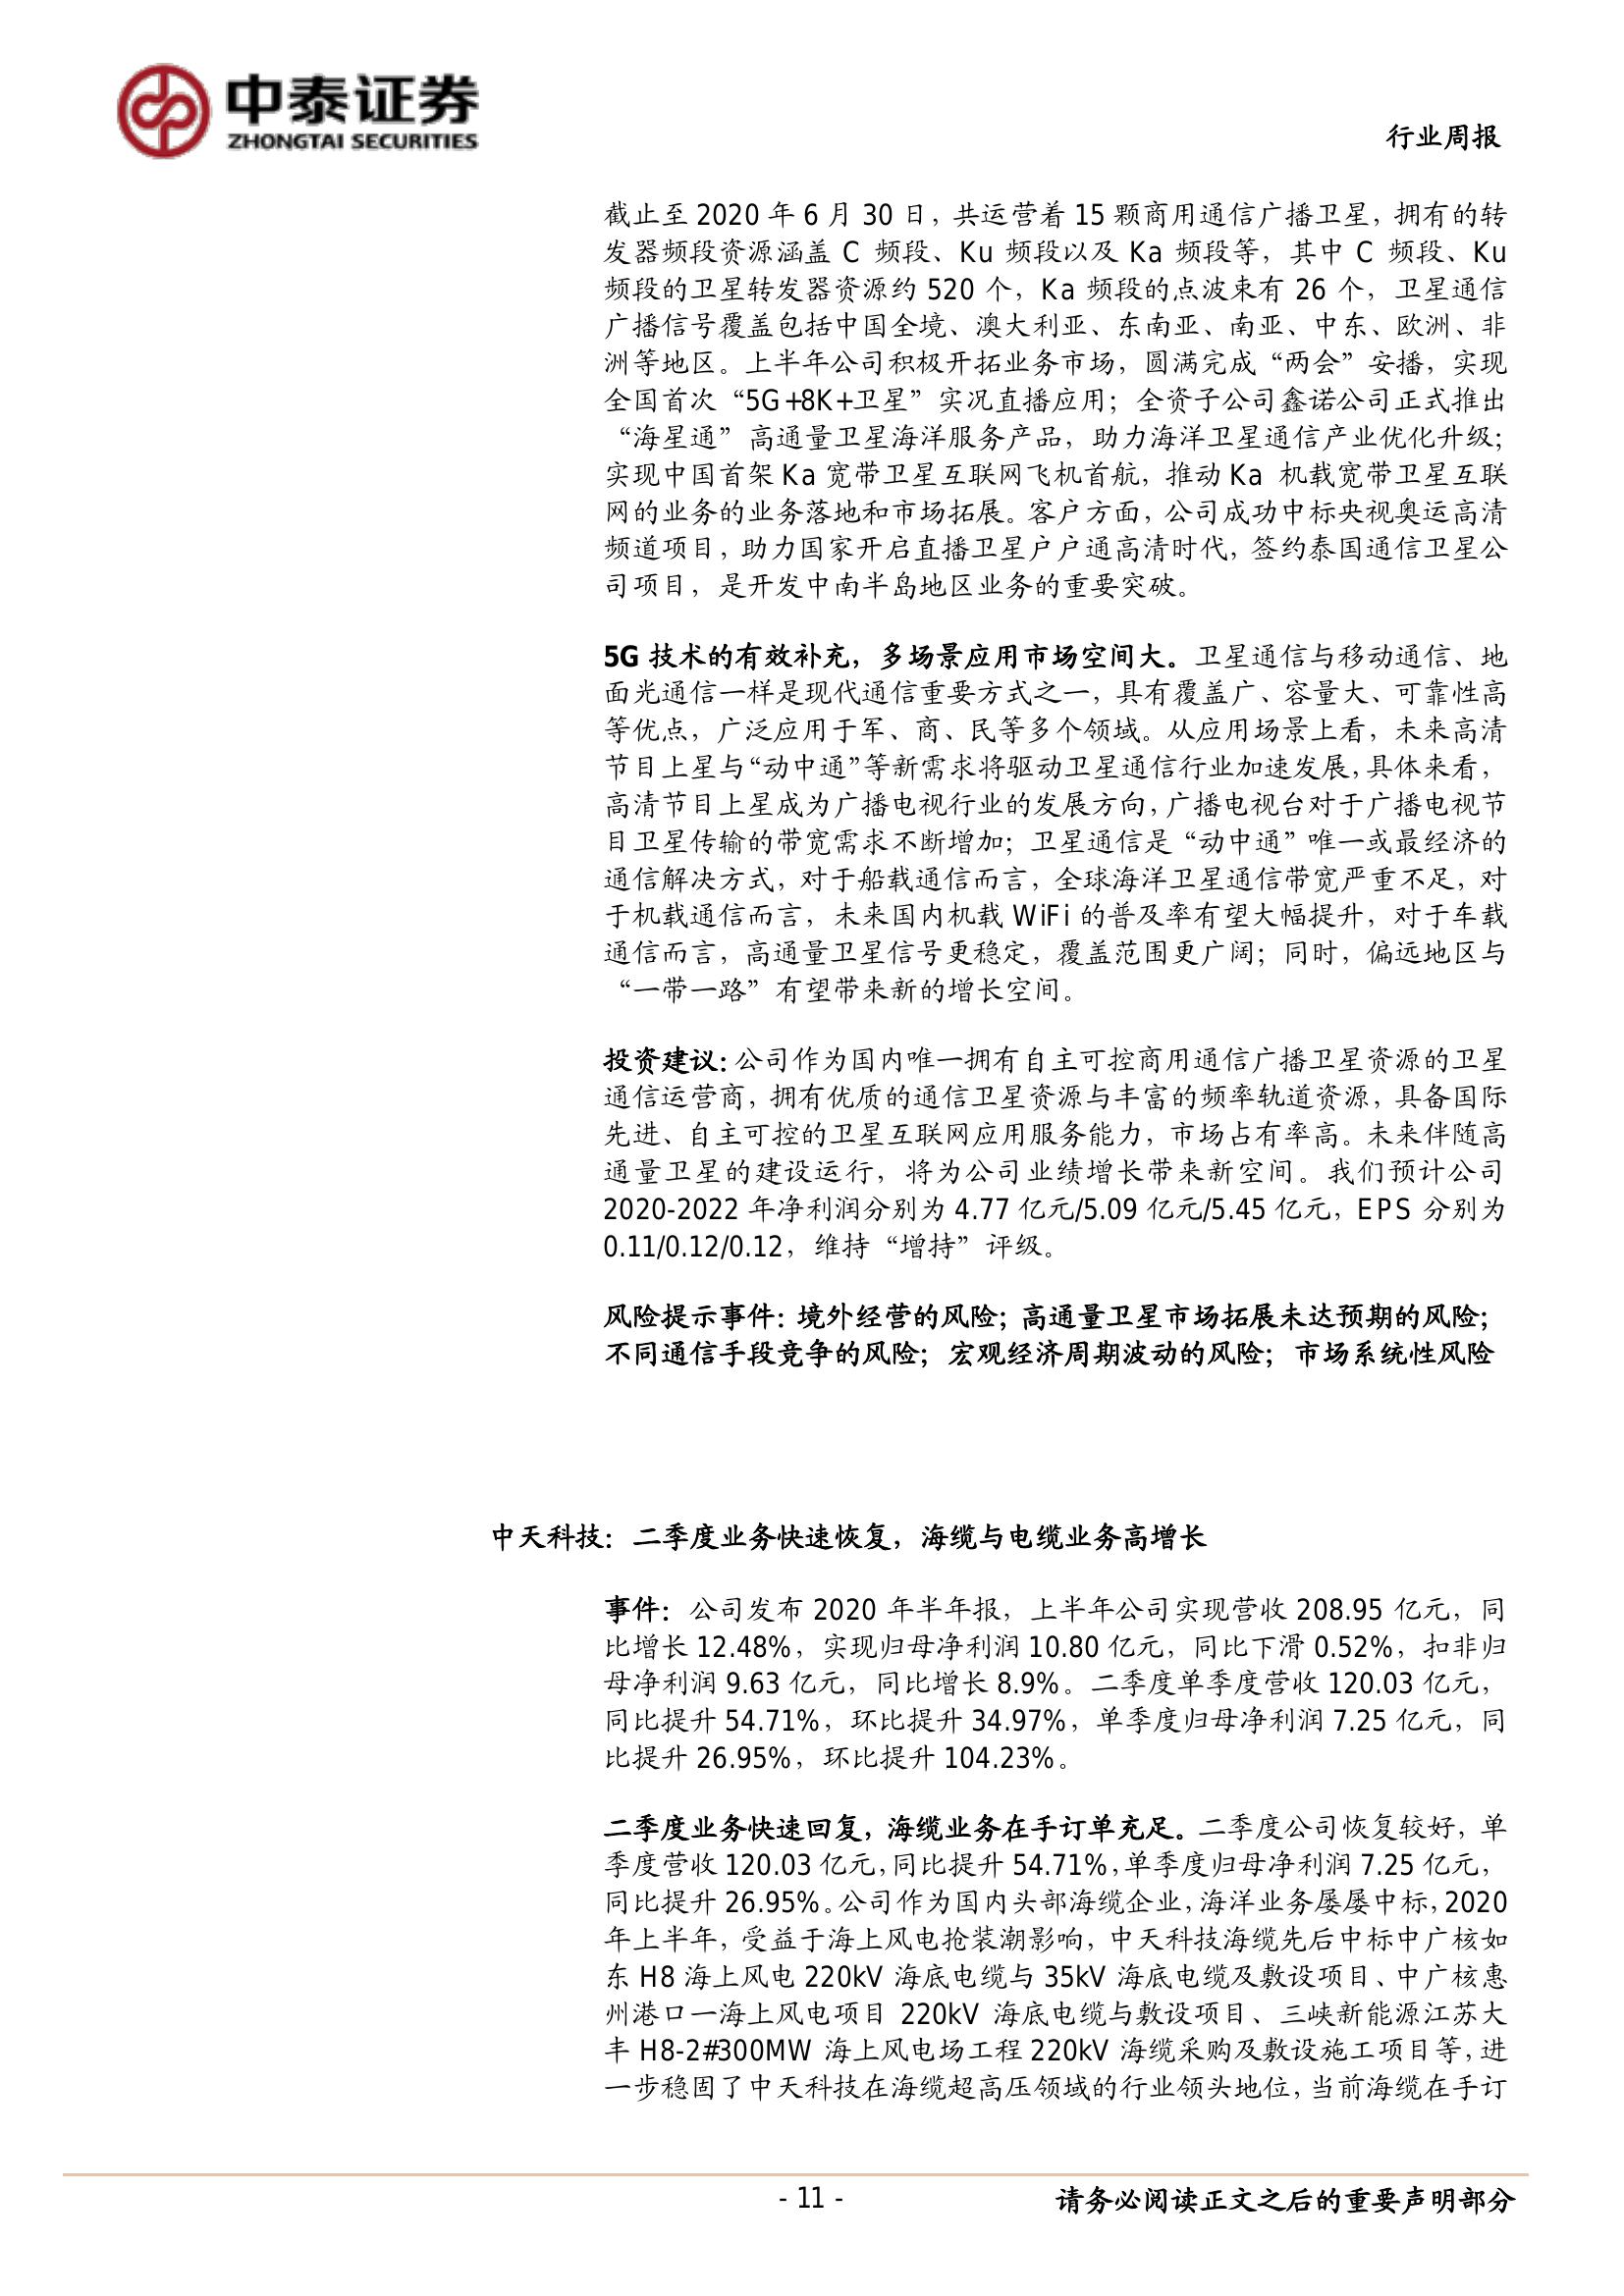 中泰证券
ZHONGTAI SECURITIES
行业周报
截止至 2020 年 6 月 30 日，共运营着 15 颗商用通信广播卫星，拥有的转
发器频段资源涵盖 C 频段、Ku 频段以及 Ka 频段等，其中 C 频段、Ku
频段的卫星转发器资源约 520 个，Ka 频段的点波束有 26 个，卫星通信
广播信号覆盖包括中国全境、澳大利亚、东南亚、南亚、中东、欧洲、非
洲等地区。上半年公司积极开拓业务市场，圆满完成“两会”安播，实现
全国首次“5G+8K+卫星”实况直播应用；全资子公司鑫诺公司正式推出
“海星通”高通量卫星海洋服务产品，助力海洋卫星通信产业优化升级；
实现中国首架 Ka 宽带卫星互联网飞机首航，推动 Ka 机载宽带卫星互联
网的业务的业务落地和市场拓展。客户方面，公司成功中标央视奥运高清
频道项目，助力国家开启直播卫星户户通高清时代，签约泰国通信卫星公
司项目，是开发中南半岛地区业务的重要突破。
5G 技术的有效补充，多场景应用市场空间大。卫星通信与移动通信、地
面光通信一样是现代通信重要方式之一，具有覆盖广、容量大、可靠性高
等优点，广泛应用于军、商、民等多个领域。从应用场景上看，未来高清
节目上星与“动中通”等新需求将驱动卫星通信行业加速发展，具体来看，
高清节目上星成为广播电视行业的发展方向，广播电视台对于广播电视节
目卫星传输的带宽需求不断增加；卫星通信是“动中通”唯一或最经济的
通信解决方式，对于船载通信而言，全球海洋卫星通信带宽严重不足，对
于机载通信而言，未来国内机载 WiFi 的普及率有望大幅提升，对于车载
通信而言，高通量卫星信号更稳定，覆盖范围更广阔；同时，偏远地区与
“一带一路”有望带来新的增长空间。
投资建议：公司作为国内唯一拥有自主可控商用通信广播卫星资源的卫星
通信运营商，拥有优质的通信卫星资源与丰富的频率轨道资源，具备国际
先进、自主可控的卫星互联网应用服务能力，市场占有率高。未来伴随高
通量卫星的建设运行，将为公司业绩增长带来新空间。我们预计公司
2020-2022 年净利润分别为 4.77 亿元/5.09 亿元/5.45 亿元，EPS 分别为
0.11/0.12/0.12，维持“增持”评级。
风险提示事件：境外经营的风险；高通量卫星市场拓展未达预期的风险；
不同通信手段竞争的风险；宏观经济周期波动的风险；市场系统性风险
中天科技：二季度业务快速恢复，海缆与电缆业务高增长
事件：公司发布 2020 年半年报，上半年公司实现营收 208.95 亿元，同
比增长 12.48%，实现归母净利润 10.80 亿元，同比下滑 0.52%，扣非归
母净利润 9.63 亿元，同比增长 8.9%。二季度单季度营收 120.03 亿元，
同比提升 54.71%，环比提升 34.97%，单季度归母净利润 7.25 亿元，同
比提升 26.95%，环比提升 104.23%。
二季度业务快速回复，海缆业务在手订单充足。二季度公司恢复较好，单
季度营收 120.03 亿元，同比提升 54.71%，单季度归母净利润 7.25 亿元，
同比提升 26.95%。公司作为国内头部海缆企业，海洋业务屡屡中标，2020
年上半年，受益于海上风电抢装潮影响，中天科技海缆先后中标中广核如
东 H8 海上风电 220kV 海底电缆与 35kV 海底电缆及敷设项目、中广核惠
州港口一海上风电项目 220kV 海底电缆与敷设项目、三峡新能源江苏大
丰 H8-2#300MW 海上风电场工程 220kV 海缆采购及敷设施工项目等，进
一步稳固了中天科技在海缆超高压领域的行业领头地位，当前海缆在手订
- 11 -
请务必阅读正文之后的重要声明部分